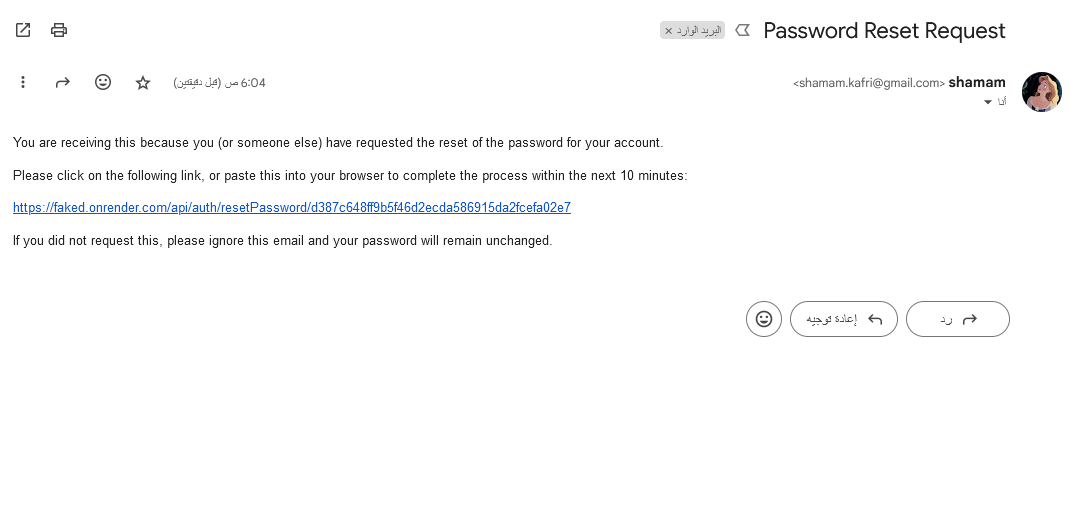 Password Reset Request
البريد الوارد ×
shamam <shamam.kafri@gmail.com>
6:04 ص (قبل دقيقتين)
أنا
You are receiving this because you (or someone else) have requested the reset of the password for your account.
Please click on the following link, or paste this into your browser to complete the process within the next 10 minutes:
https://faked.onrender.com/api/auth/resetPassword/d387c648ff9b5f46d2ecda586915da2fcefa02e7
If you did not request this, please ignore this email and your password will remain unchanged.
رد
إعادة توجيه